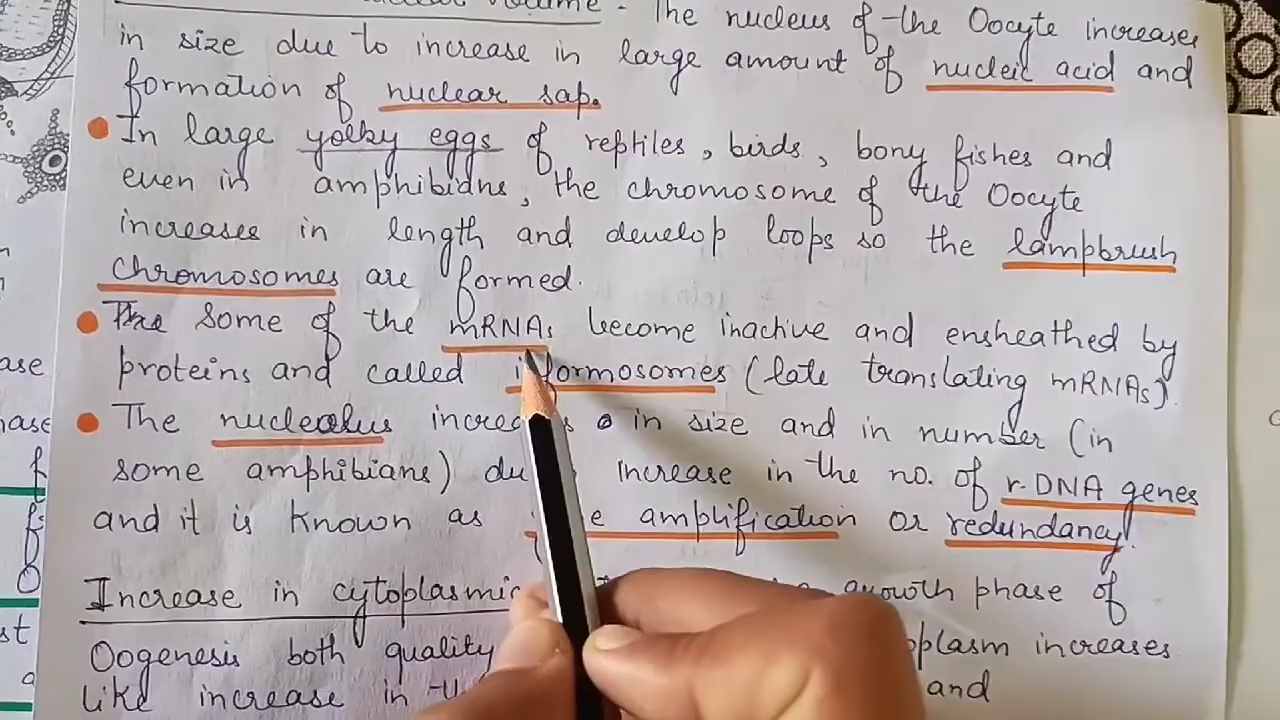 volume - The nucleus of the Oocyte increases
in size due to increase in large amount of nucleic acid and
formation of nuclear sap.
In large yolky eggs of reptiles, birds, bony fishes and
even in amphibians, the chromosome of the Oocyte
increases in length and develop loops so the lampbrush
chromosomes are formed.
The some of the mRNAs become inactive and ensheathed by
proteins and called informosomes (late translating mRNAs).
The nucleolus increases in size and in number (in
some amphibians) du increase in the no. of r-DNA genes
and it is known as amplification or redundancy.
Increase in cytoplasmic growth phase of
Oogenesis both quality plasm increases
like increase in and